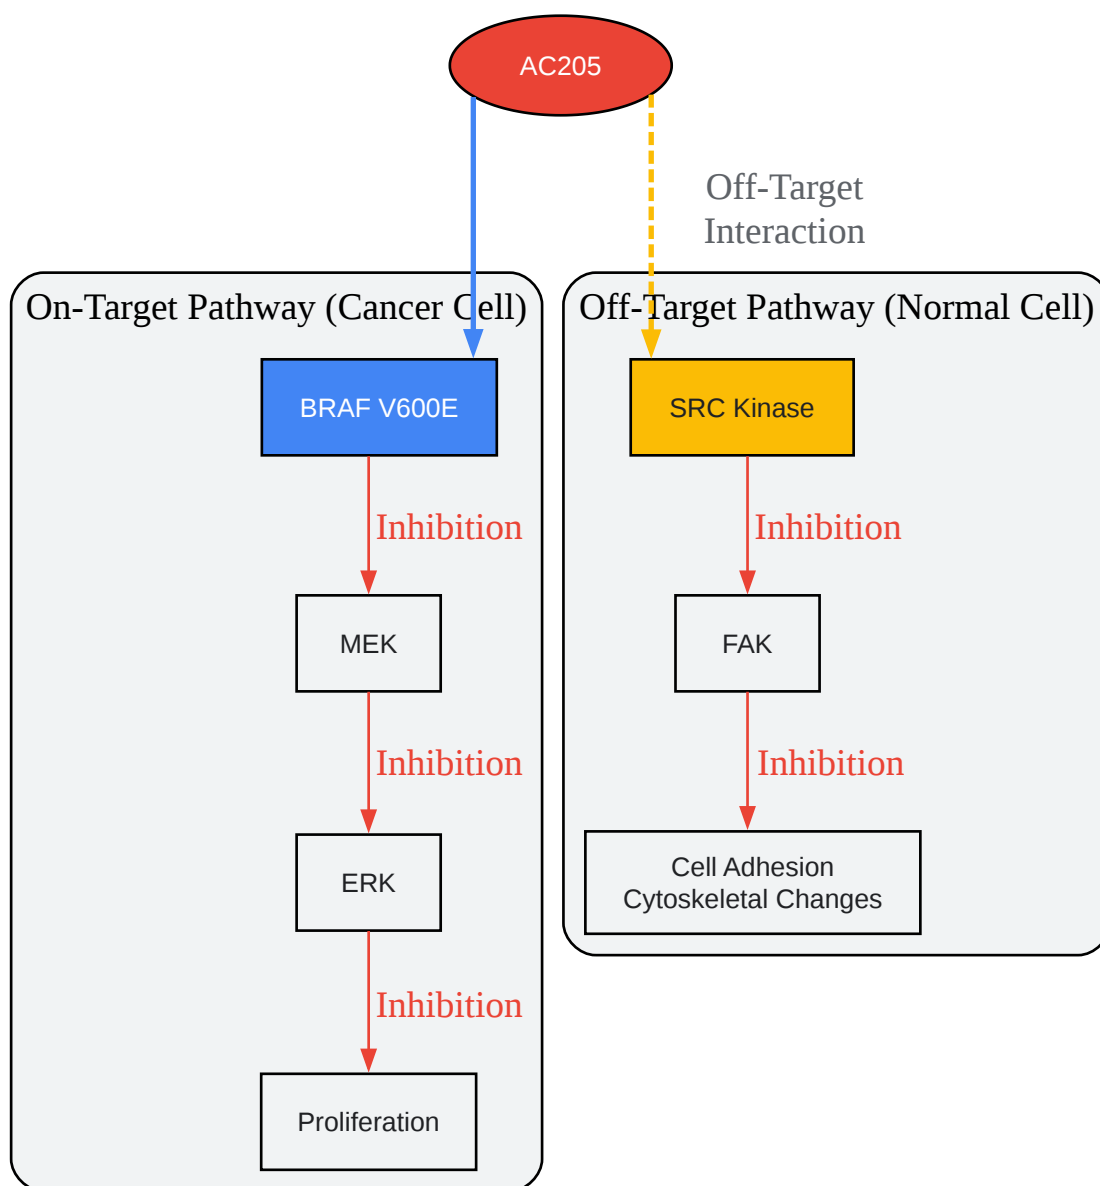 AC205
Off-Target
Interaction
On-Target Pathway (Cancer Cell)
BRAF V600E
Inhibition
MEK
Inhibition
ERK
Inhibition
Proliferation
Off-Target Pathway (Normal Cell)
SRC Kinase
Inhibition
FAK
Inhibition
Cell Adhesion
Cytoskeletal Changes